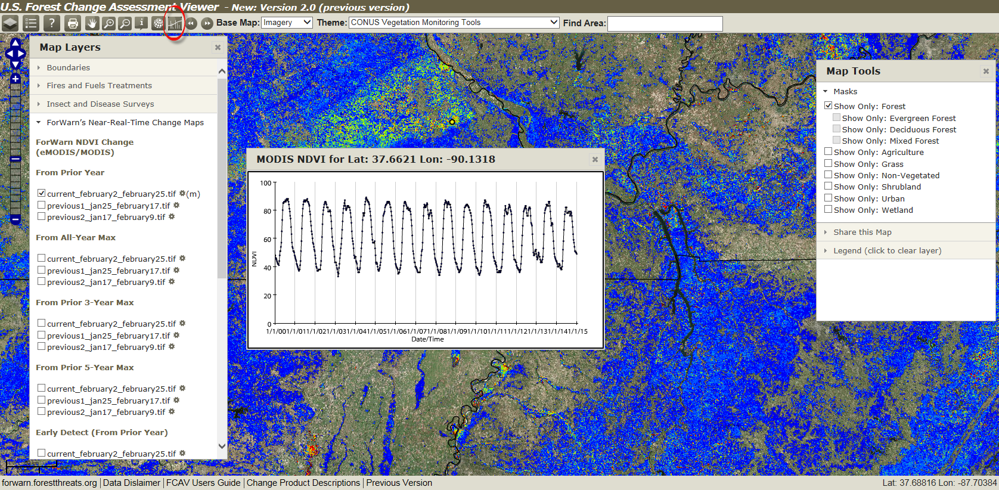 U.S. Forest Change Assessment Viewer - New: Version 2.0 (previous version)
Base Map: Imagery Theme: CONUS Vegetation Monitoring Tools Find Area:
Map Layers
Boundaries
Fires and Fuels Treatments
Insect and Disease Surveys
ForWarn's Near-Real-Time Change Maps
ForWarn NDVI Change
(eMODIS/MODIS)
From Prior Year
current_february2_february25.tif (m)
previous1_jan25_february17.tif
previous2_jan17_february9.tif
From All-Year Max
current_february2_february25.tif
previous1_jan25_february17.tif
previous2_jan17_february9.tif
From Prior 3-Year Max
current_february2_february25.tif
previous1_jan25_february17.tif
previous2_jan17_february9.tif
From Prior 5-Year Max
current_february2_february25.tif
previous1_jan25_february17.tif
previous2_jan17_february9.tif
Early Detect (From Prior Year)
current_february2_february25.tif
MODIS NDVI for Lat: 37.6621 Lon: -90.1318
100
80
60
40
20
0
NDVI
1/1/001/1/011/1/021/1/031/1/041/1/051/1/061/1/071/1/081/1/091/1/101/1/111/1/121/1/131/1/141/1/15
Date/Time
Map Tools
Masks
Show Only: Forest
Show Only: Evergreen Forest
Show Only: Deciduous Forest
Show Only: Mixed Forest
Show Only: Agriculture
Show Only: Grass
Show Only: Non-Vegetated
Show Only: Shrubland
Show Only: Urban
Show Only: Wetland
Share this Map
Legend (click to clear layer)
forwarn.forestthreats.org | Data Dislaimer | FCAV Users Guide | Change Product Descriptions | Previous Version
Lat: 37.68816 Lon: -87.70384